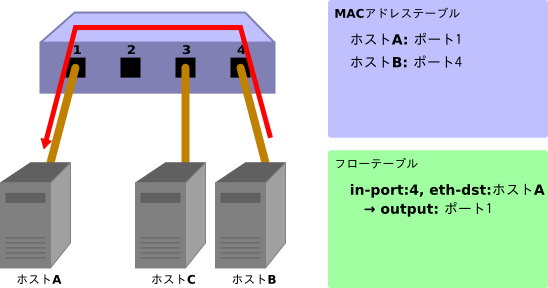 1 2 3 4
ホストA
ホストC
ホストB
MACアドレステーブル
ホストA: ポート1
ホストB: ポート4
フローテーブル
in-port:4, eth-dst:ホストA
→ output: ポート1